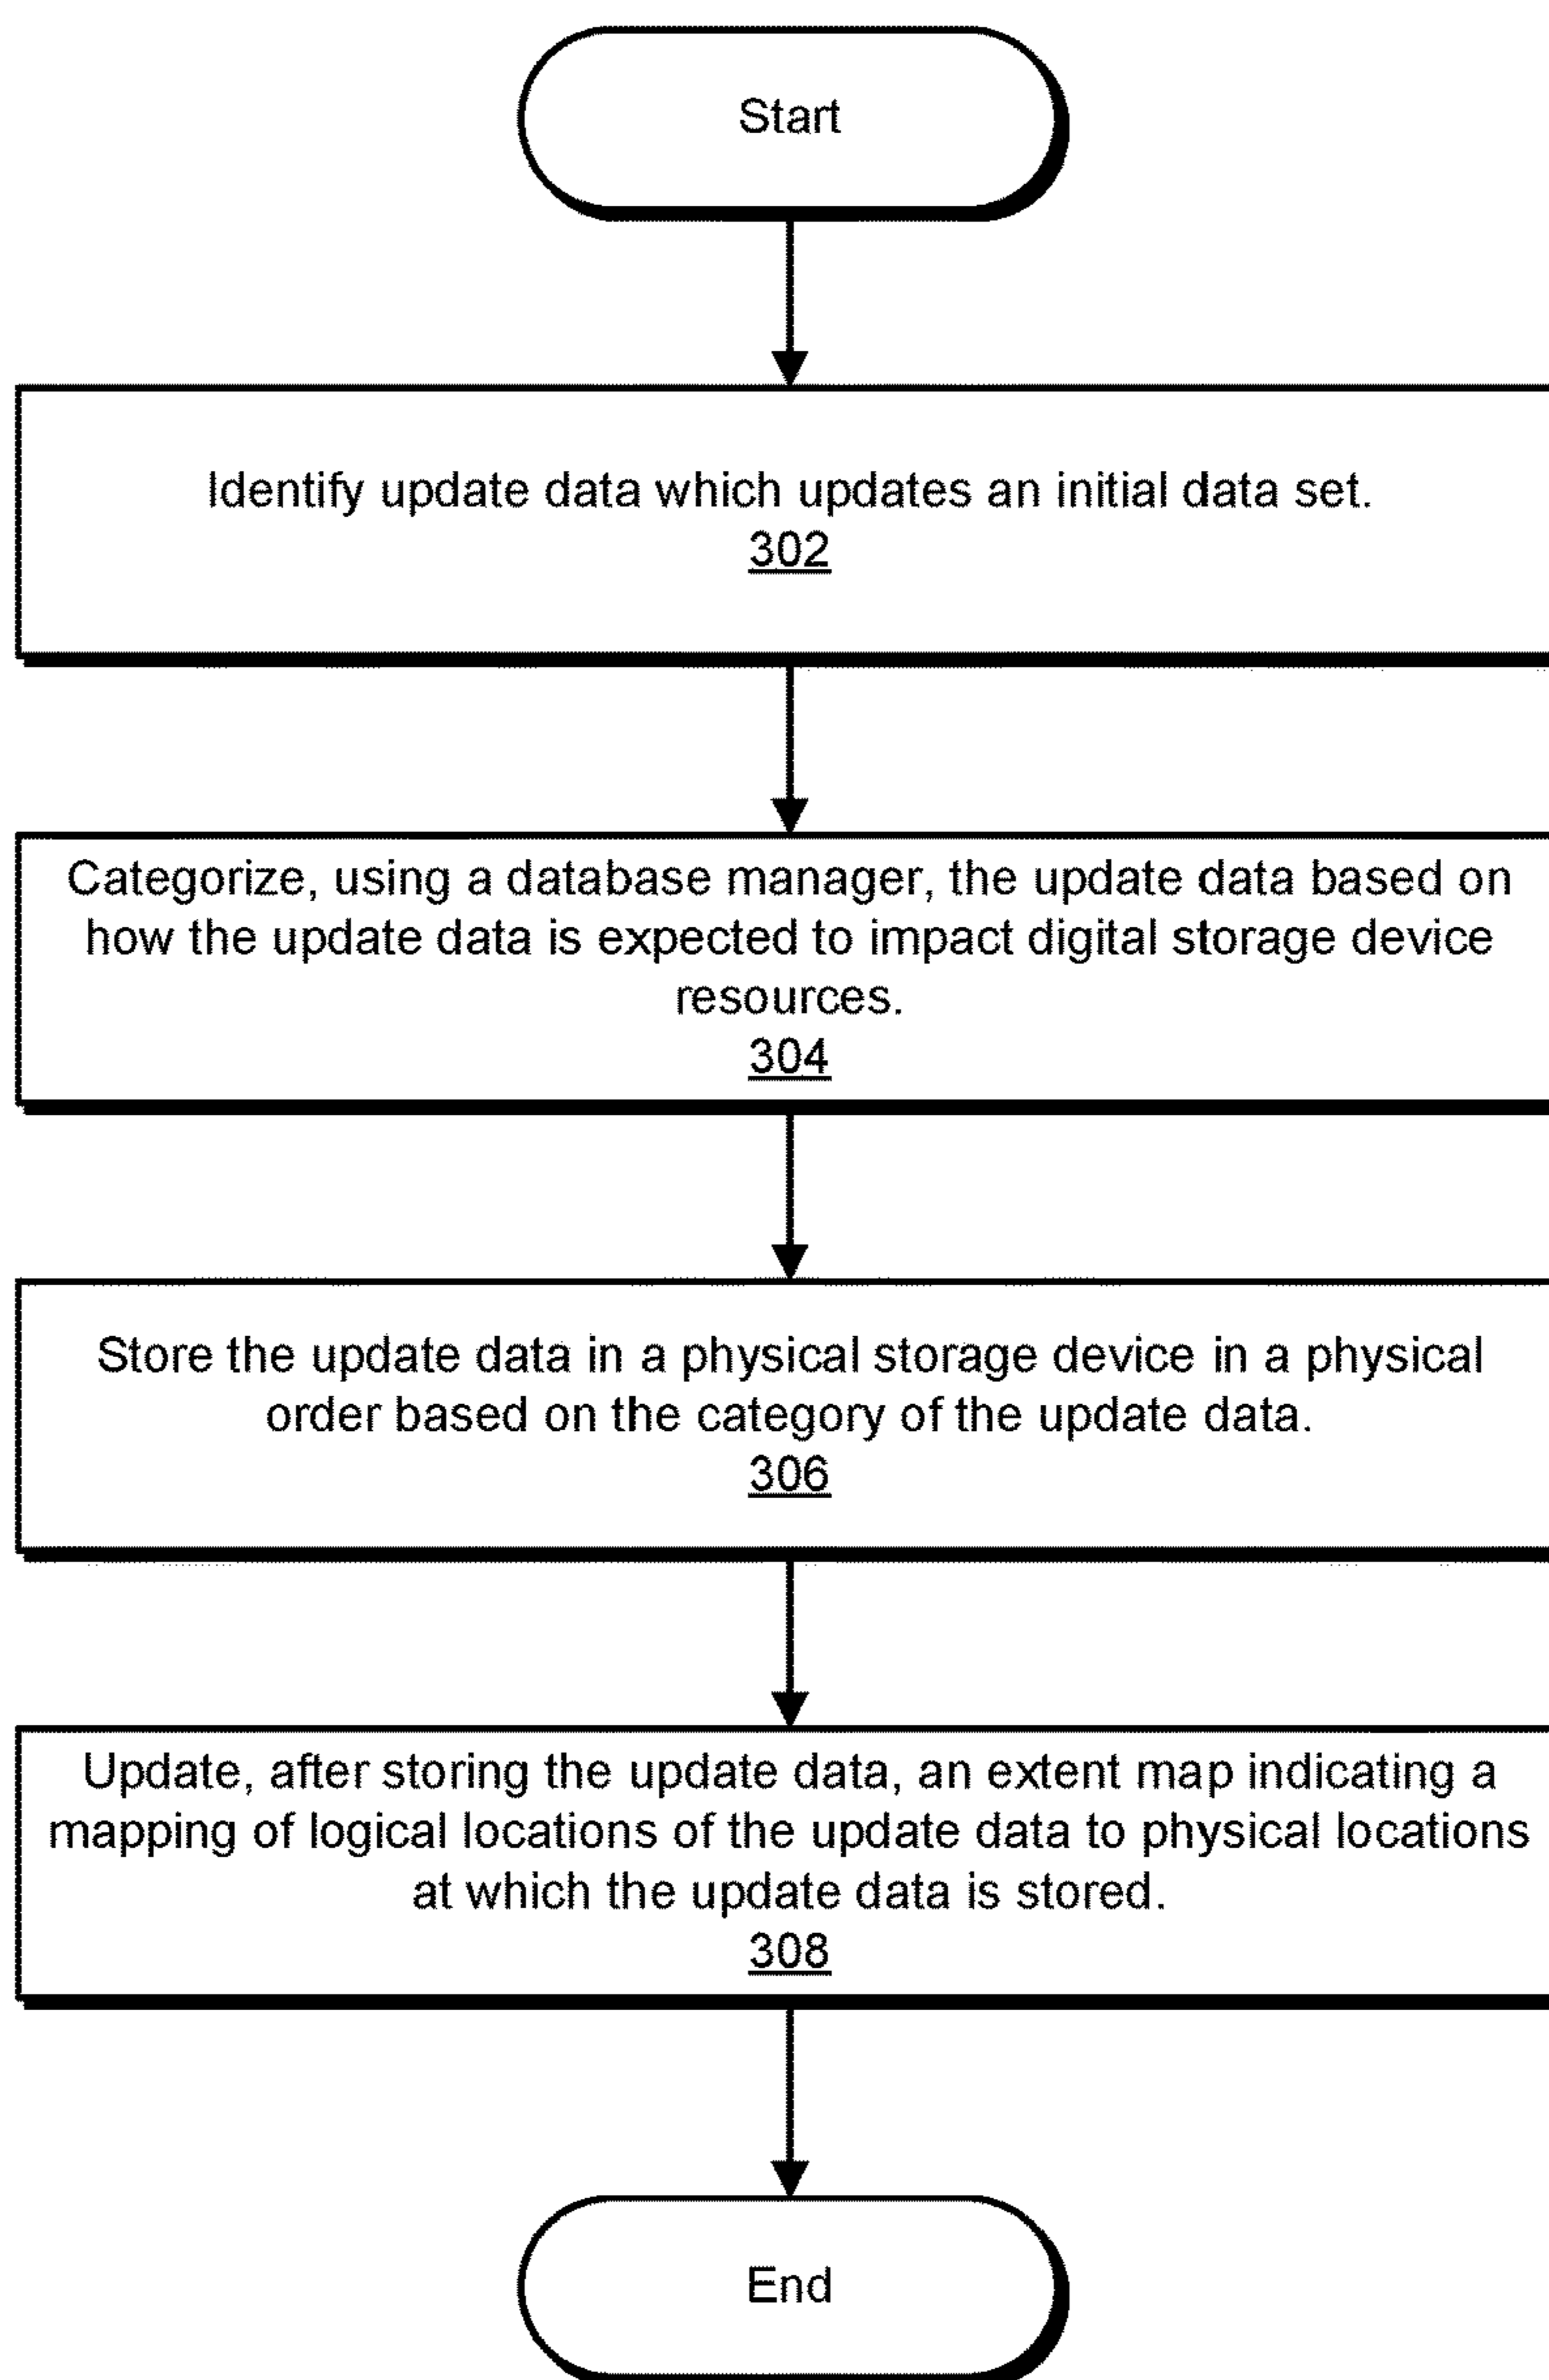 Start
Identify update data which updates an initial data set.
302
Categorize, using a database manager, the update data based on
how the update data is expected to impact digital storage device
resources.
304
Store the update data in a physical storage device in a physical
order based on the category of the update data.
306
Update, after storing the update data, an extent map indicating a
mapping of logical locations of the update data to physical locations
at which the update data is stored.
308
End